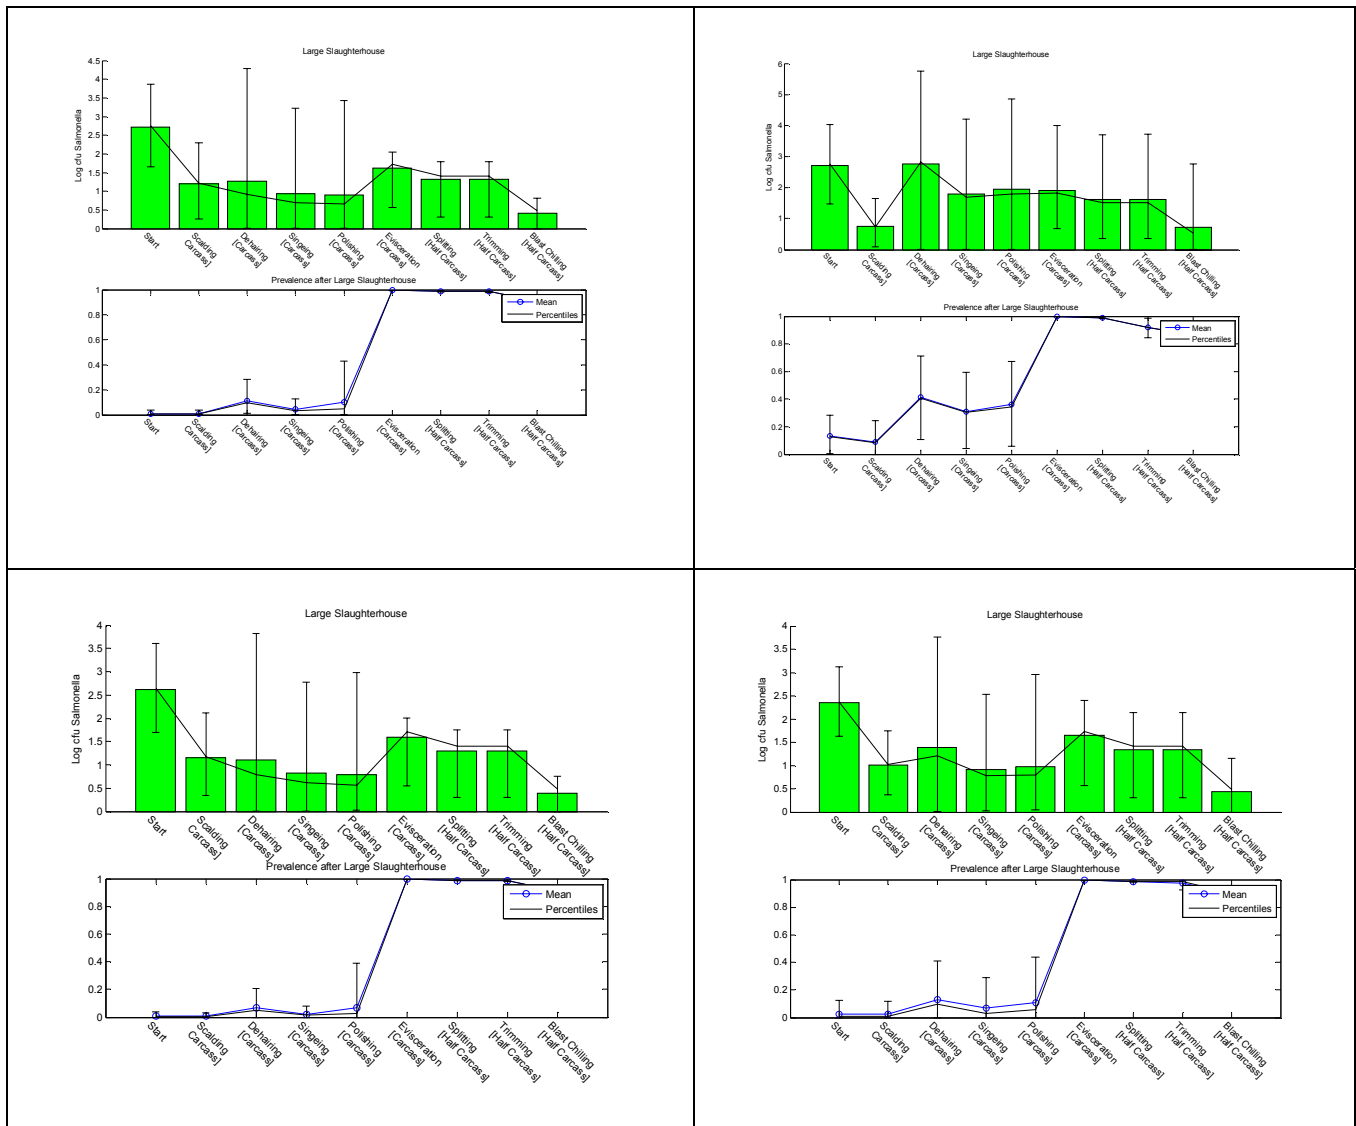 Large Slaughterhouse
4.5
4
3.5
3
2.5
2
1.5
1
0.5
0
Log cfu Salmonella
Start
Scalding
Carcass]
Dehairing
[Carcass]
Singeing
[Carcass]
Polishing
[Carcass]
Evisceration
[Carcass]
Splitting
[Half Carcass]
Trimming
[Half Carcass]
Blast Chilling
[Half Carcass]
Prevalence after Large Slaughterhouse
1
0.8
0.6
0.4
0.2
0
Mean
Percentiles
Start
Scalding
Carcass]
Dehairing
[Carcass]
Singeing
[Carcass]
Polishing
[Carcass]
Evisceration
[Carcass]
Splitting
[Half Carcass]
Trimming
[Half Carcass]
Blast Chilling
[Half Carcass]
Large Slaughterhouse
6
5
4
3
2
1
0
Log cfu Salmonella
Start
Scalding
Carcass]
Dehairing
[Carcass]
Singeing
[Carcass]
Polishing
[Carcass]
Evisceration
[Carcass]
Splitting
[Half Carcass]
Trimming
[Half Carcass]
Blast Chilling
[Half Carcass]
Prevalence after Large Slaughterhouse
1
0.8
0.6
0.4
0.2
0
Mean
Percentiles
Start
Scalding
Carcass]
Dehairing
[Carcass]
Singeing
[Carcass]
Polishing
[Carcass]
Evisceration
[Carcass]
Splitting
[Half Carcass]
Trimming
[Half Carcass]
Blast Chilling
[Half Carcass]
Large Slaughterhouse
4
3.5
3
2.5
2
1.5
1
0.5
0
Log cfu Salmonella
Start
Scalding
Carcass]
Dehairing
[Carcass]
Singeing
[Carcass]
Polishing
[Carcass]
Evisceration
[Carcass]
Splitting
[Half Carcass]
Trimming
[Half Carcass]
Blast Chilling
[Half Carcass]
Prevalence after Large Slaughterhouse
1
0.8
0.6
0.4
0.2
0
Mean
Percentiles
Start
Scalding
Carcass]
Dehairing
[Carcass]
Singeing
[Carcass]
Polishing
[Carcass]
Evisceration
[Carcass]
Splitting
[Half Carcass]
Trimming
[Half Carcass]
Blast Chilling
[Half Carcass]
Large Slaughterhouse
4
3.5
3
2.5
2
1.5
1
0.5
0
Log cfu Salmonella
Start
Scalding
Carcass]
Dehairing
[Carcass]
Singeing
[Carcass]
Polishing
[Carcass]
Evisceration
[Carcass]
Splitting
[Half Carcass]
Trimming
[Half Carcass]
Blast Chilling
[Half Carcass]
Prevalence after Large Slaughterhouse
1
0.8
0.6
0.4
0.2
0
Mean
Percentiles
Start
Scalding
Carcass]
Dehairing
[Carcass]
Singeing
[Carcass]
Polishing
[Carcass]
Evisceration
[Carcass]
Splitting
[Half Carcass]
Trimming
[Half Carcass]
Blast Chilling
[Half Carcass]